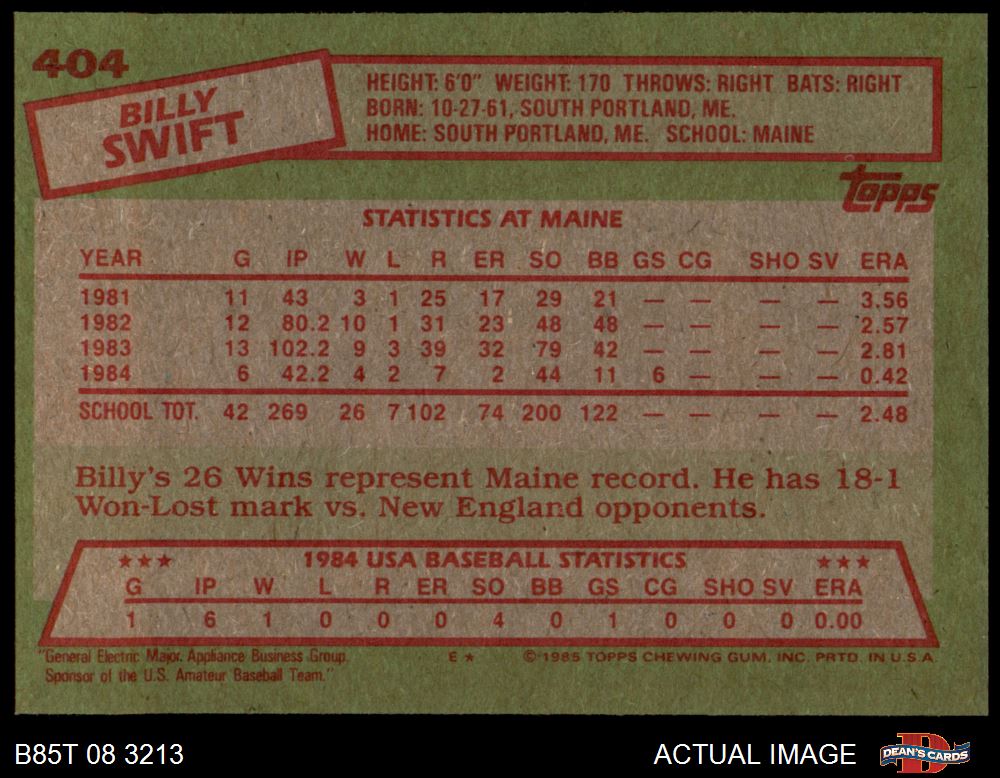 404
BILLY
SWIFT
HEIGHT: 6'0" WEIGHT: 170 THROWS: RIGHT BATS: RIGHT
BORN: 10-27-61, SOUTH PORTLAND, ME.
HOME: SOUTH PORTLAND, ME. SCHOOL: MAINE
topps
STATISTICS AT MAINE
YEAR G IP W L R ER SO BB GS CG SHO SV ERA
1981 11 43 3 1 25 17 29 21 — — — — 3.56
1982 12 80.2 10 1 31 23 48 48 — — — — 2.57
1983 13 102.2 9 3 39 32 79 42 — — — — 2.81
1984 6 42.2 4 2 7 2 44 11 6 — — — 0.42
SCHOOL TOT. 42 269 26 7 102 74 200 122 — — — — 2.48
Billy's 26 Wins represent Maine record. He has 18-1
Won-Lost mark vs. New England opponents.
★★★ 1984 USA BASEBALL STATISTICS ★★★
G IP W L R ER SO BB GS CG SHO SV ERA
1 6 1 0 0 0 4 0 1 0 0 0 0.00
"General Electric Major Appliance Business Group.
Sponsor of the U.S. Amateur Baseball Team."
E ★ © 1985 TOPPS CHEWING GUM, INC. PRTD. IN U.S.A.
B85T 08 3213 ACTUAL IMAGE DEAN'S CARDS